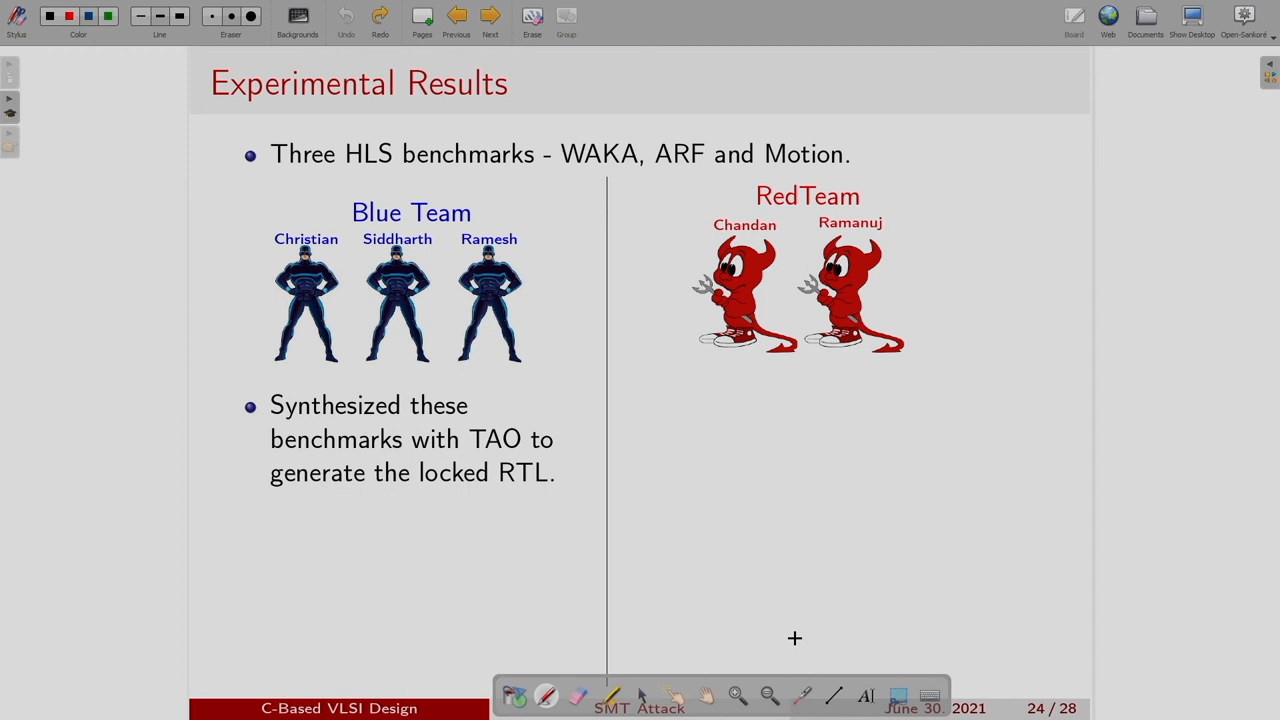 Stylus
Color
Line
Eraser
Backgrounds
Undo
Redo
Pages
Previous
Next
Erase
Group
Board
Web
Documents
Show Desktop
Open-Sankoré
Experimental Results
Three HLS benchmarks - WAKA, ARF and Motion.
Blue Team
Christian Siddharth Ramesh
RedTeam
Chandan Ramanuj
Synthesized these
benchmarks with TAO to
generate the locked RTL.
C-Based VLSI Design
SMT Attack
June 30, 2021
24 / 28